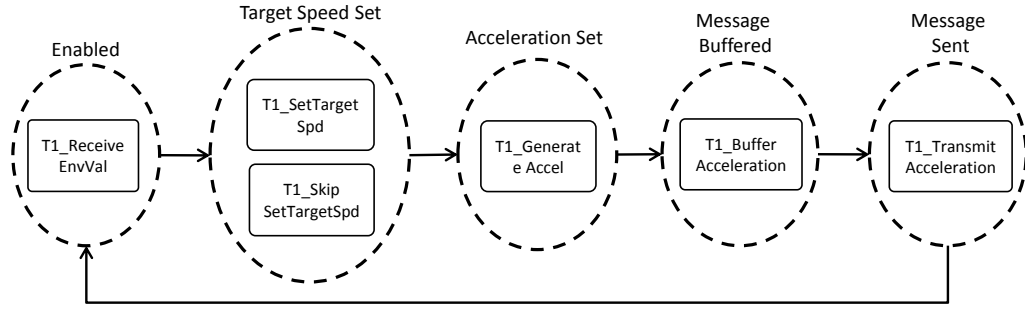 Enabled
Target Speed Set
Acceleration Set
Message
Buffered
Message
Sent
T1_Receive
EnvVal
T1_SetTarget
Spd
T1_Skip
SetTargetSpd
T1_Generat
e Accel
T1_Buffer
Acceleration
T1_Transmit
Acceleration